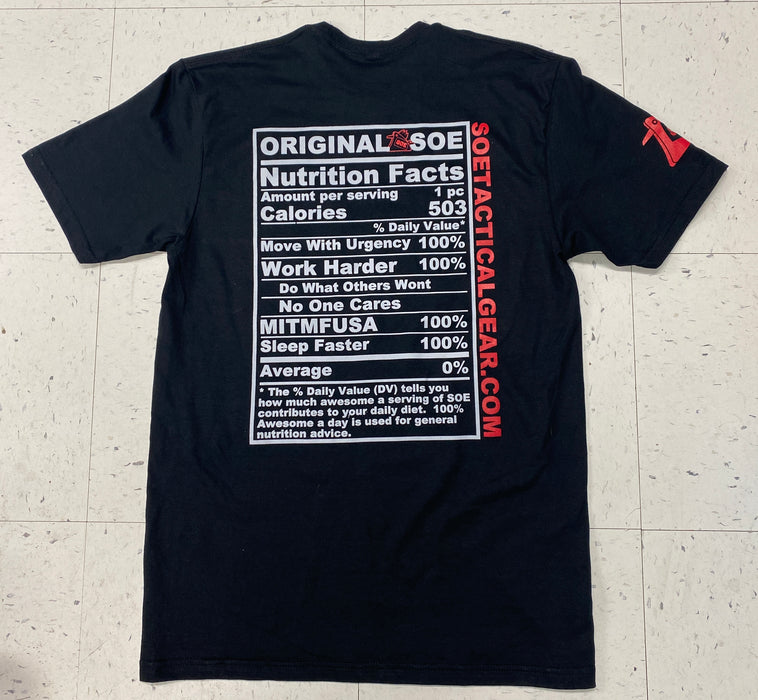 ORIGINAL SOE
Nutrition Facts
Amount per serving 1 pc
Calories 503
% Daily Value*
Move With Urgency 100%
Work Harder 100%
Do What Others Wont
No One Cares
MITMFUSA 100%
Sleep Faster 100%
Average 0%
* The % Daily Value (DV) tells you
how much awesome a serving of SOE
contributes to your daily diet. 100%
Awesome a day is used for general
nutrition advice.
SOETACTICALGEAR.COM